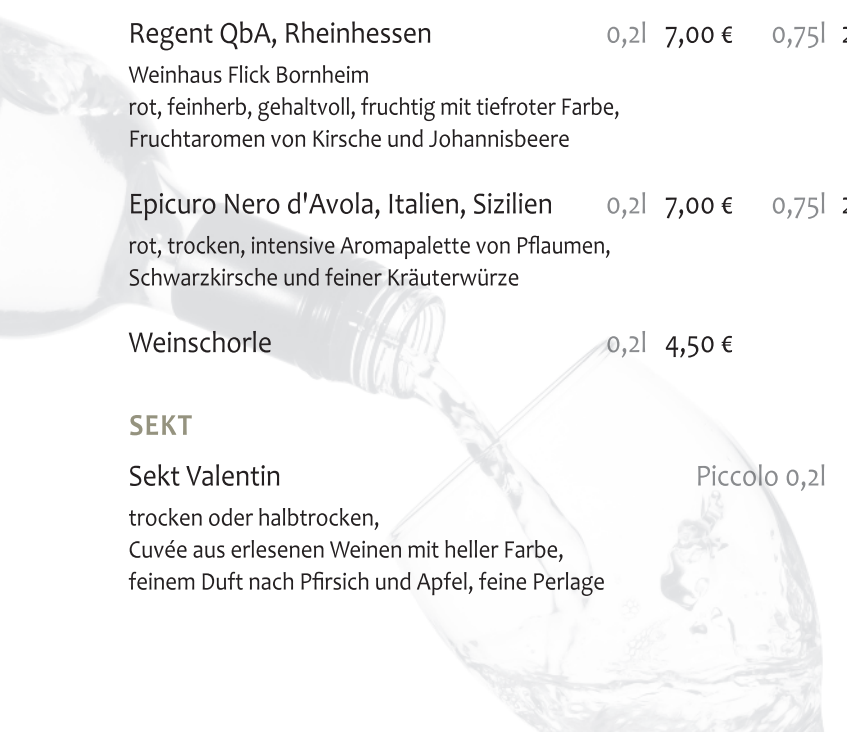 Regent QbA, Rheinhessen 0,2l 7,00 € 0,75l
Weinhaus Flick Bornheim
rot, feinherb, gehaltvoll, fruchtig mit tiefroter Farbe,
Fruchtaromen von Kirsche und Johannisbeere
Epicuro Nero d'Avola, Italien, Sizilien 0,2l 7,00 € 0,75l
rot, trocken, intensive Aromapalette von Pflaumen,
Schwarzkirsche und feiner Kräuterwürze
Weinschorle 0,2l 4,50 €
SEKT
Sekt Valentin Piccolo 0,2l
trocken oder halbtrocken,
Cuvée aus erlesenen Weinen mit heller Farbe,
feinem Duft nach Pfirsich und Apfel, feine Perlage